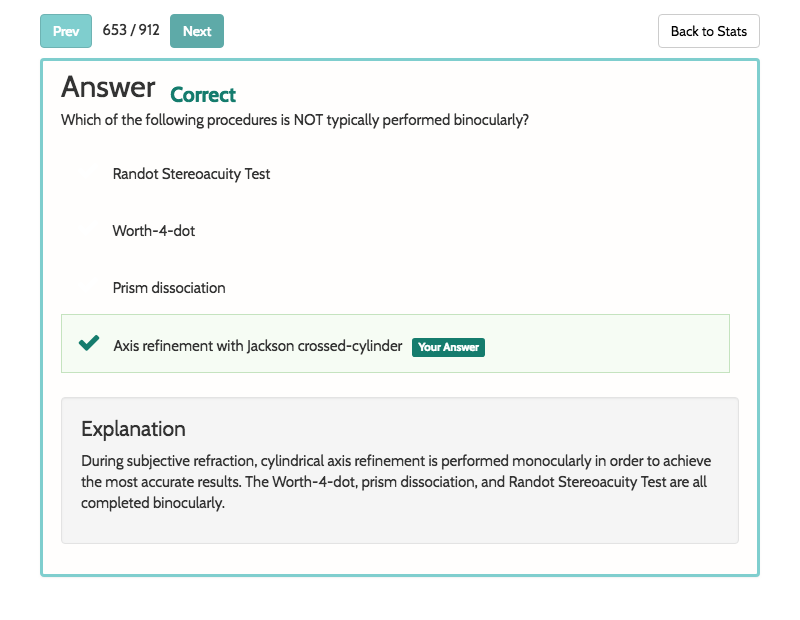 Prev 653 / 912 Next Back to Stats
Answer Correct
Which of the following procedures is NOT typically performed binocularly?
Randot Stereoacuity Test
Worth-4-dot
Prism dissociation
Axis refinement with Jackson crossed-cylinder Your Answer
Explanation
During subjective refraction, cylindrical axis refinement is performed monocularly in order to achieve
the most accurate results. The Worth-4-dot, prism dissociation, and Randot Stereoacuity Test are all
completed binocularly.